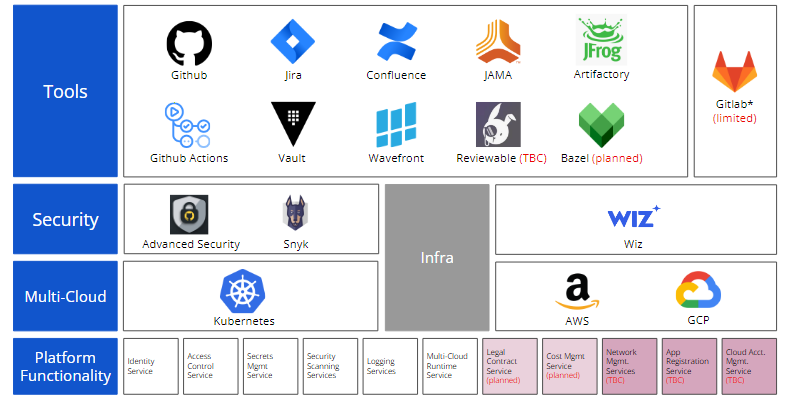 Tools
Github
Jira
Confluence
JAMA
JFrog
Artifactory
Gitlab*
(limited)
Github Actions
Vault
Wavefront
Reviewable (TBC)
Bazel (planned)
Security
Advanced Security
Snyk
Infra
WIZ
Wiz
Multi-Cloud
Kubernetes
a
AWS
GCP
Platform
Functionality
Identity
Service
Access
Control
Service
Secrets
Mgmt
Service
Security
Scanning
Services
Logging
Services
Multi-Cloud
Runtime
Service
Legal
Contract
Service
(planned)
Cost Mgmt
Service
(planned)
Network
Mgmt.
Services
(TBC)
App
Registration
Service
(TBC)
Cloud Acct.
Mgmt.
Service
(TBC)